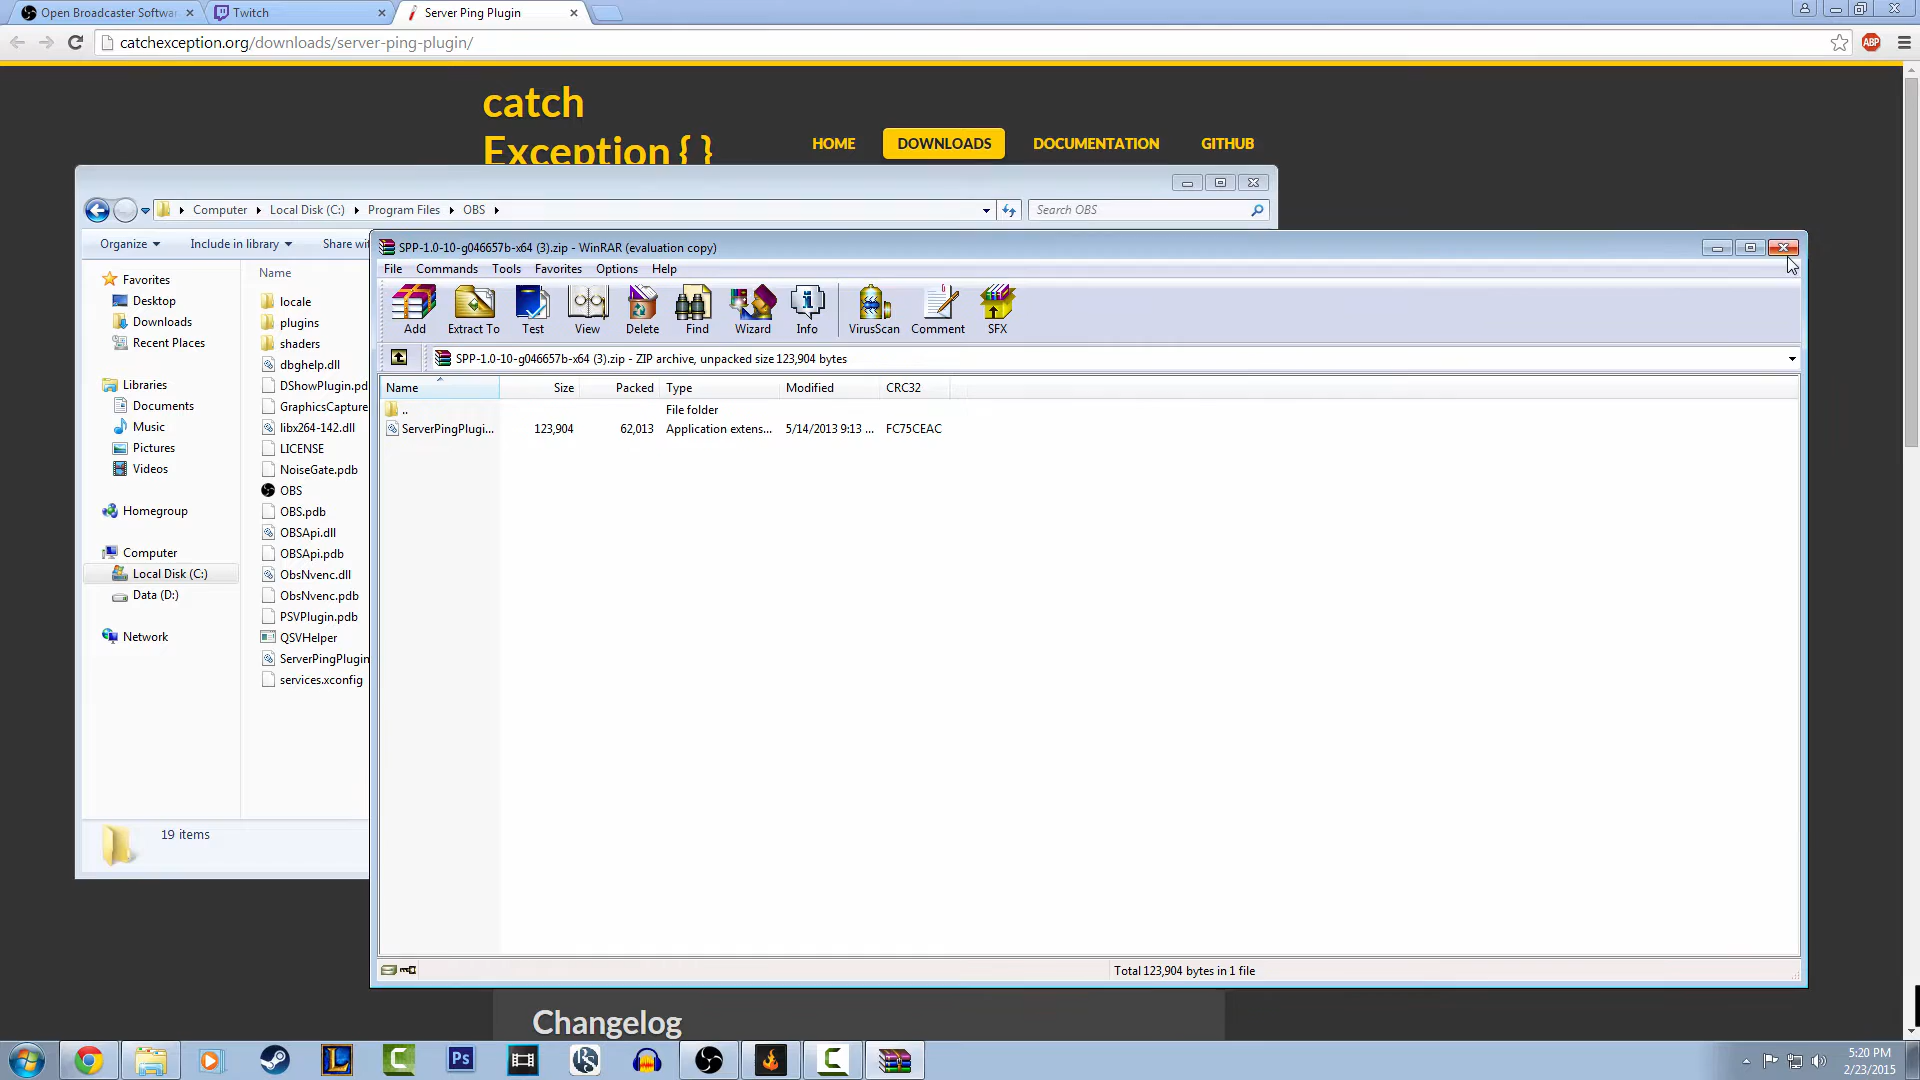 Open Broadcaster Softwa
Twitch
Server Ping Plugin
catchexception.org/downloads/server-ping-plugin/
ABP
catch
Exception { }
HOME
DOWNLOADS
DOCUMENTATION
GITHUB
Computer
Local Disk (C:)
Program Files
OBS
Search OBS
Organize
Include in library
Share wi
Favorites
Desktop
Downloads
Recent Places
Libraries
Documents
Music
Pictures
Videos
Homegroup
Computer
Local Disk (C:)
Data (D:)
Network
Name
locale
plugins
shaders
dbghelp.dll
DShowPlugin.pd
GraphicsCapture
libx264-142.dll
LICENSE
NoiseGate.pdb
OBS
OBS.pdb
OBSApi.dll
OBSApi.pdb
ObsNvenc.dll
ObsNvenc.pdb
PSVPlugin.pdb
QSVHelper
ServerPingPlugin
services.xconfig
19 items
SPP-1.0-10-g046657b-x64 (3).zip - WinRAR (evaluation copy)
File Commands Tools Favorites Options Help
Add
Extract To
Test
View
Delete
Find
Wizard
Info
VirusScan
Comment
SFX
SPP-1.0-10-g046657b-x64 (3).zip - ZIP archive, unpacked size 123,904 bytes
Name Size Packed Type Modified CRC32
.. File folder
ServerPingPlugi... 123,904 62,013 Application extens... 5/14/2013 9:13 ... FC75CEAC
Total 123,904 bytes in 1 file
Changelog
Ps
5:20 PM
2/23/2015